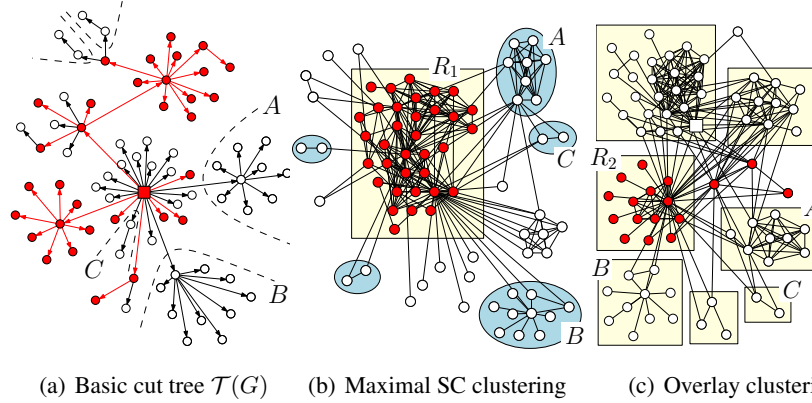 A
B
C
R1
A
C
B
R2
A
B
C
(a) Basic cut tree T(G)
(b) Maximal SC clustering
(c) Overlay clusteri